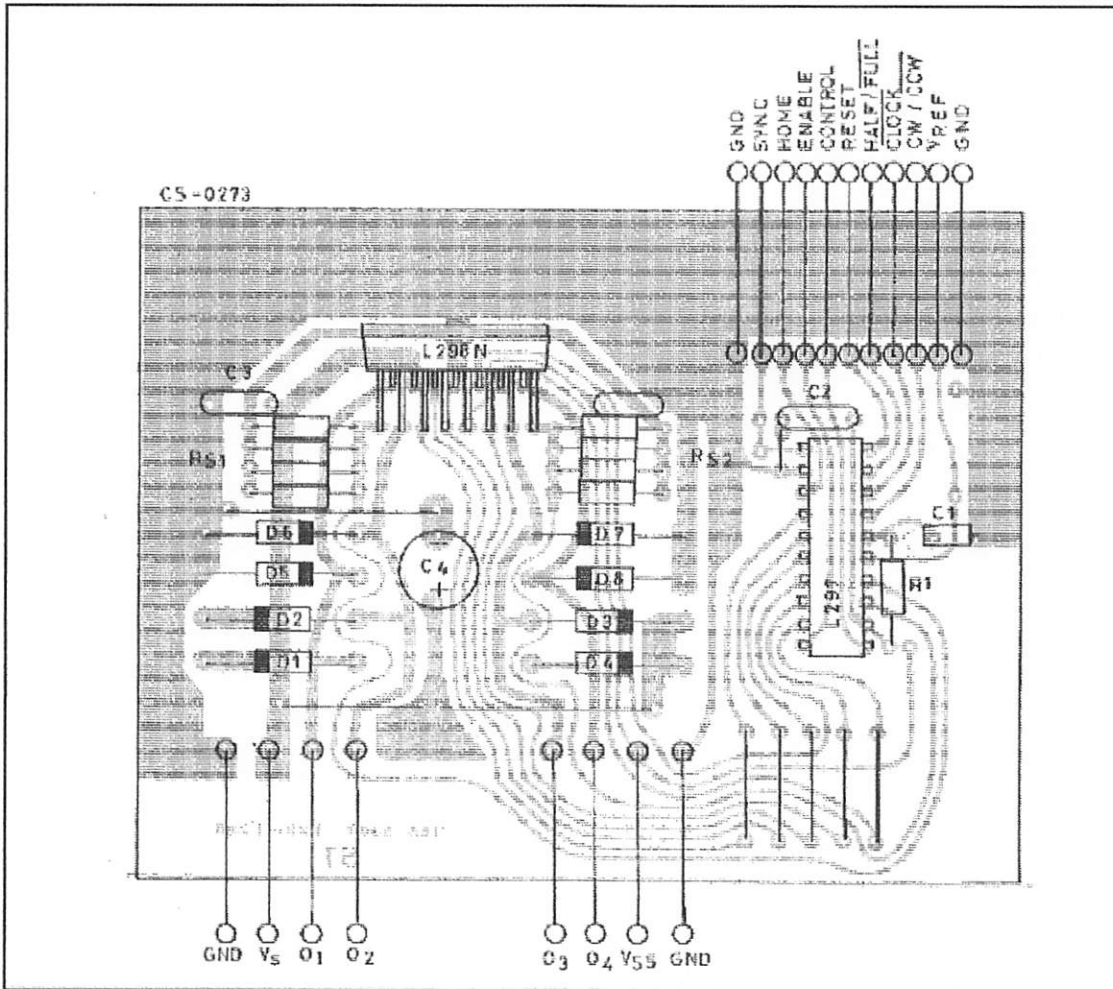 GND
SYNC
HOME
ENABLE
CONTROL
RESET
HALF/FULL
CLOCK
CW / CCW
VREF
GND
CS-0273
L298N
C3
C2
RS1
RS2
C1
D6
D7
C4
+
D5
D8
R1
L297
D2
D3
D1
D4
GND
Vs
O1
O2
O3
O4
VSS
GND